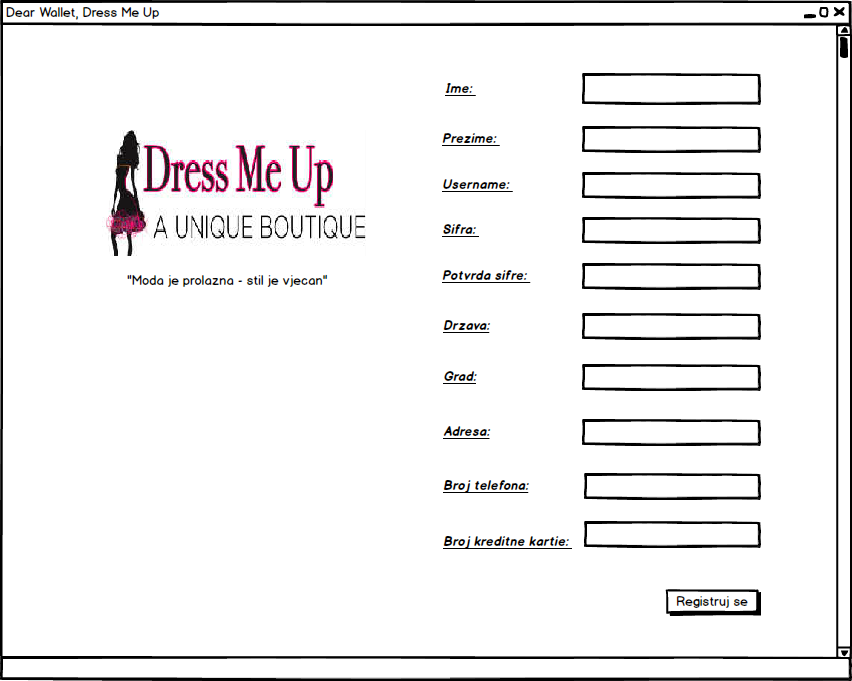 Dear Wallet, Dress Me Up
Dress Me Up
A UNIQUE BOUTIQUE
"Moda je prolazna - stil je vjecan"
Ime:
Prezime:
Username:
Sifra:
Potvrda sifre:
Drzava:
Grad:
Adresa:
Broj telefona:
Broj kreditne kartie:
Registruj se